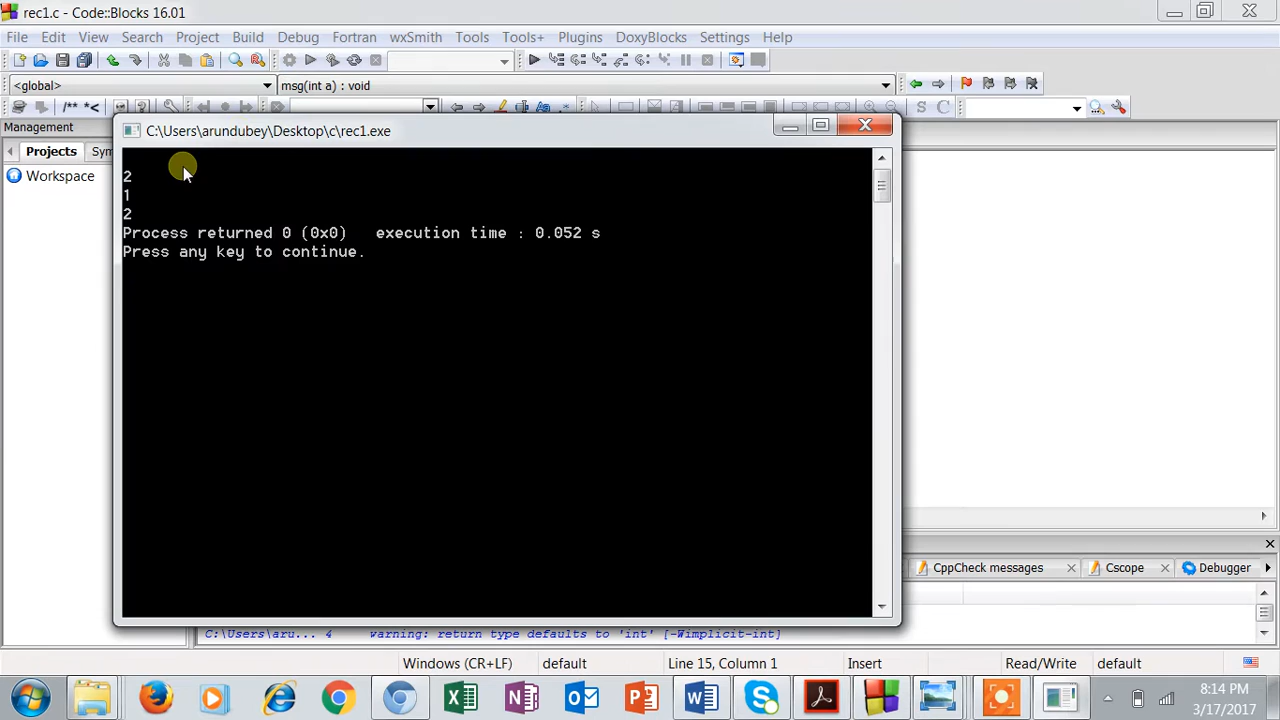 rec1.c - Code::Blocks 16.01
File Edit View Search Project Build Debug Fortran wxSmith Tools Tools+ Plugins DoxyBlocks Settings Help
<global> msg(int a) : void
/** *<
S C
Management
C:\Users\arundubey\Desktop\c\rec1.exe
Projects Sym
Workspace
2
1
2
Process returned 0 (0x0) execution time : 0.052 s
Press any key to continue.
CppCheck messages Cscope Debugger
C:\Users\aru... 4 warning: return type defaults to 'int' [-Wimplicit-int]
Windows (CR+LF) default Line 15, Column 1 Insert Read/Write default
8:14 PM
3/17/2017